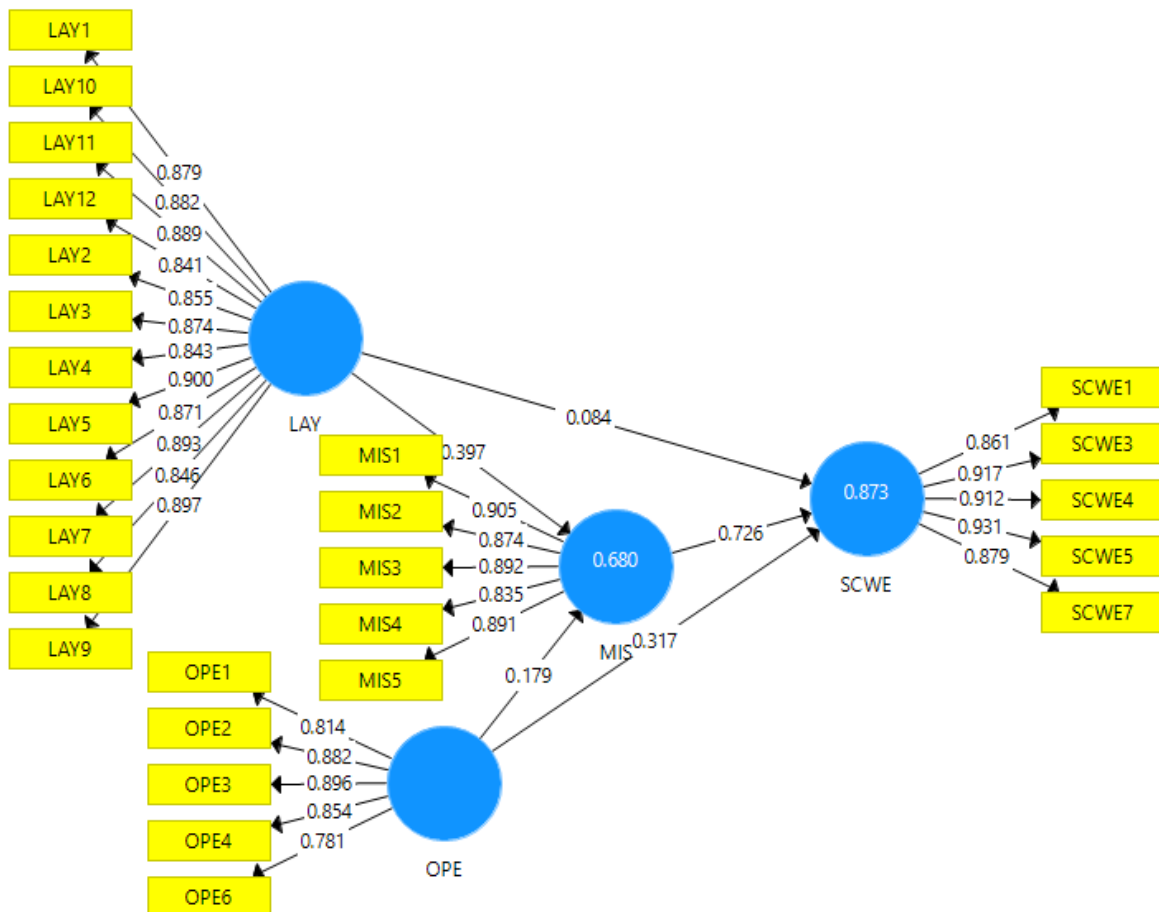 LAY1
LAY10
LAY11
LAY12
LAY2
LAY3
LAY4
LAY5
LAY6
LAY7
LAY8
LAY9
0.879
0.882
0.889
0.841
0.855
0.874
0.843
0.900
0.871
0.893
0.846
0.897
LAY
0.084
0.397
MIS1
MIS2
MIS3
MIS4
MIS5
0.905
0.874
0.892
0.835
0.891
0.680
MIS
0.726
0.317
0.179
0.873
SCWE
0.861
0.917
0.912
0.931
0.879
SCWE1
SCWE3
SCWE4
SCWE5
SCWE7
OPE1
OPE2
OPE3
OPE4
OPE6
0.814
0.882
0.896
0.854
0.781
OPE